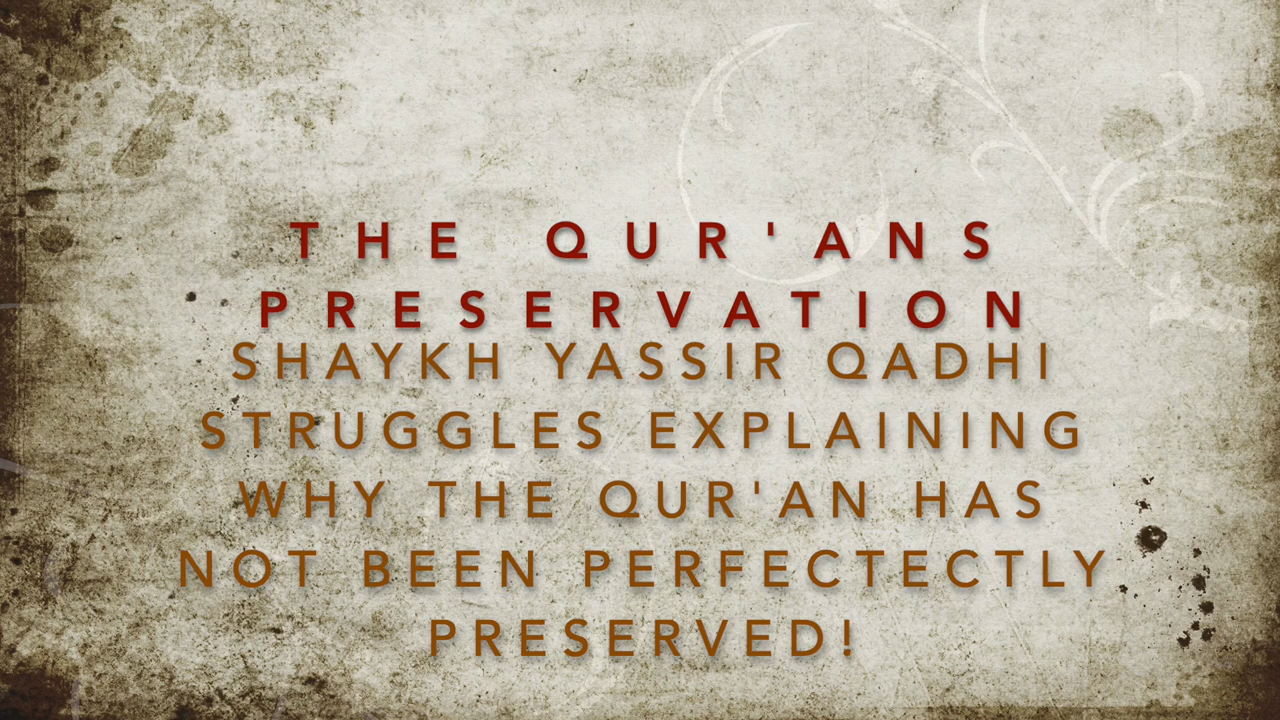 THE QUR'ANS
PRESERVATION
SHAYKH YASSIR QADHI
STRUGGLES EXPLAINING
WHY THE QUR'AN HAS
NOT BEEN PERFECTECTLY
PRESERVED!